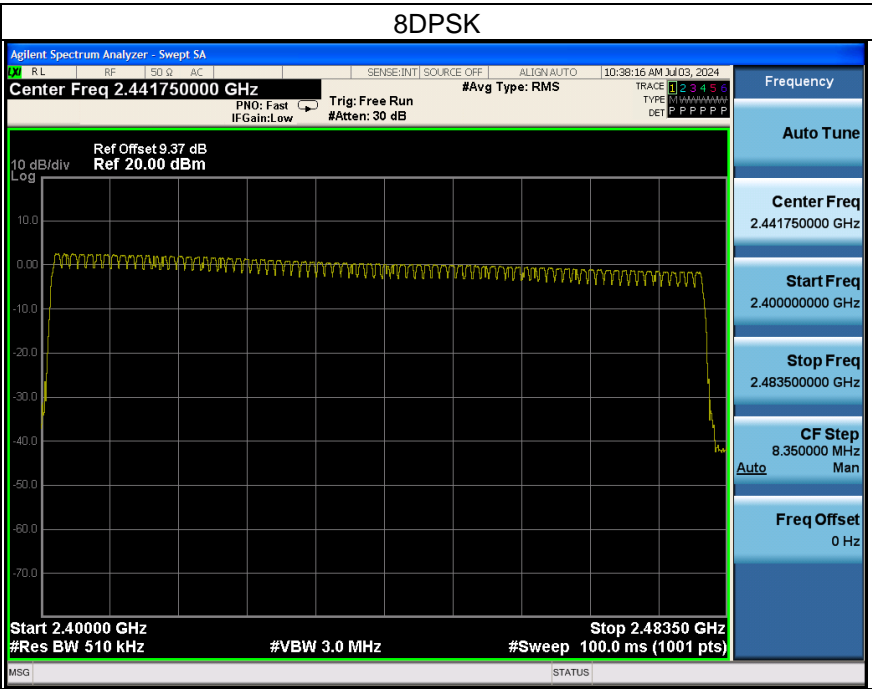 8DPSK
Agilent Spectrum Analyzer - Swept SA
LXI RL RF 50 Ω AC SENSE:INT SOURCE OFF ALIGN AUTO 10:38:16 AM Jul 03, 2024
Center Freq 2.441750000 GHz #Avg Type: RMS TRACE 1 2 3 4 5 6
PNO: Fast Trig: Free Run TYPE M WWWWW
IFGain:Low #Atten: 30 dB DET P P P P P P
Frequency
Auto Tune
Center Freq
2.441750000 GHz
Start Freq
2.400000000 GHz
Stop Freq
2.483500000 GHz
CF Step
8.350000 MHz
Auto Man
Freq Offset
0 Hz
Ref Offset 9.37 dB
10 dB/div Ref 20.00 dBm
Log
10.0
0.00
-10.0
-20.0
-30.0
-40.0
-50.0
-60.0
-70.0
Start 2.40000 GHz Stop 2.48350 GHz
#Res BW 510 kHz #VBW 3.0 MHz #Sweep 100.0 ms (1001 pts)
MSG STATUS